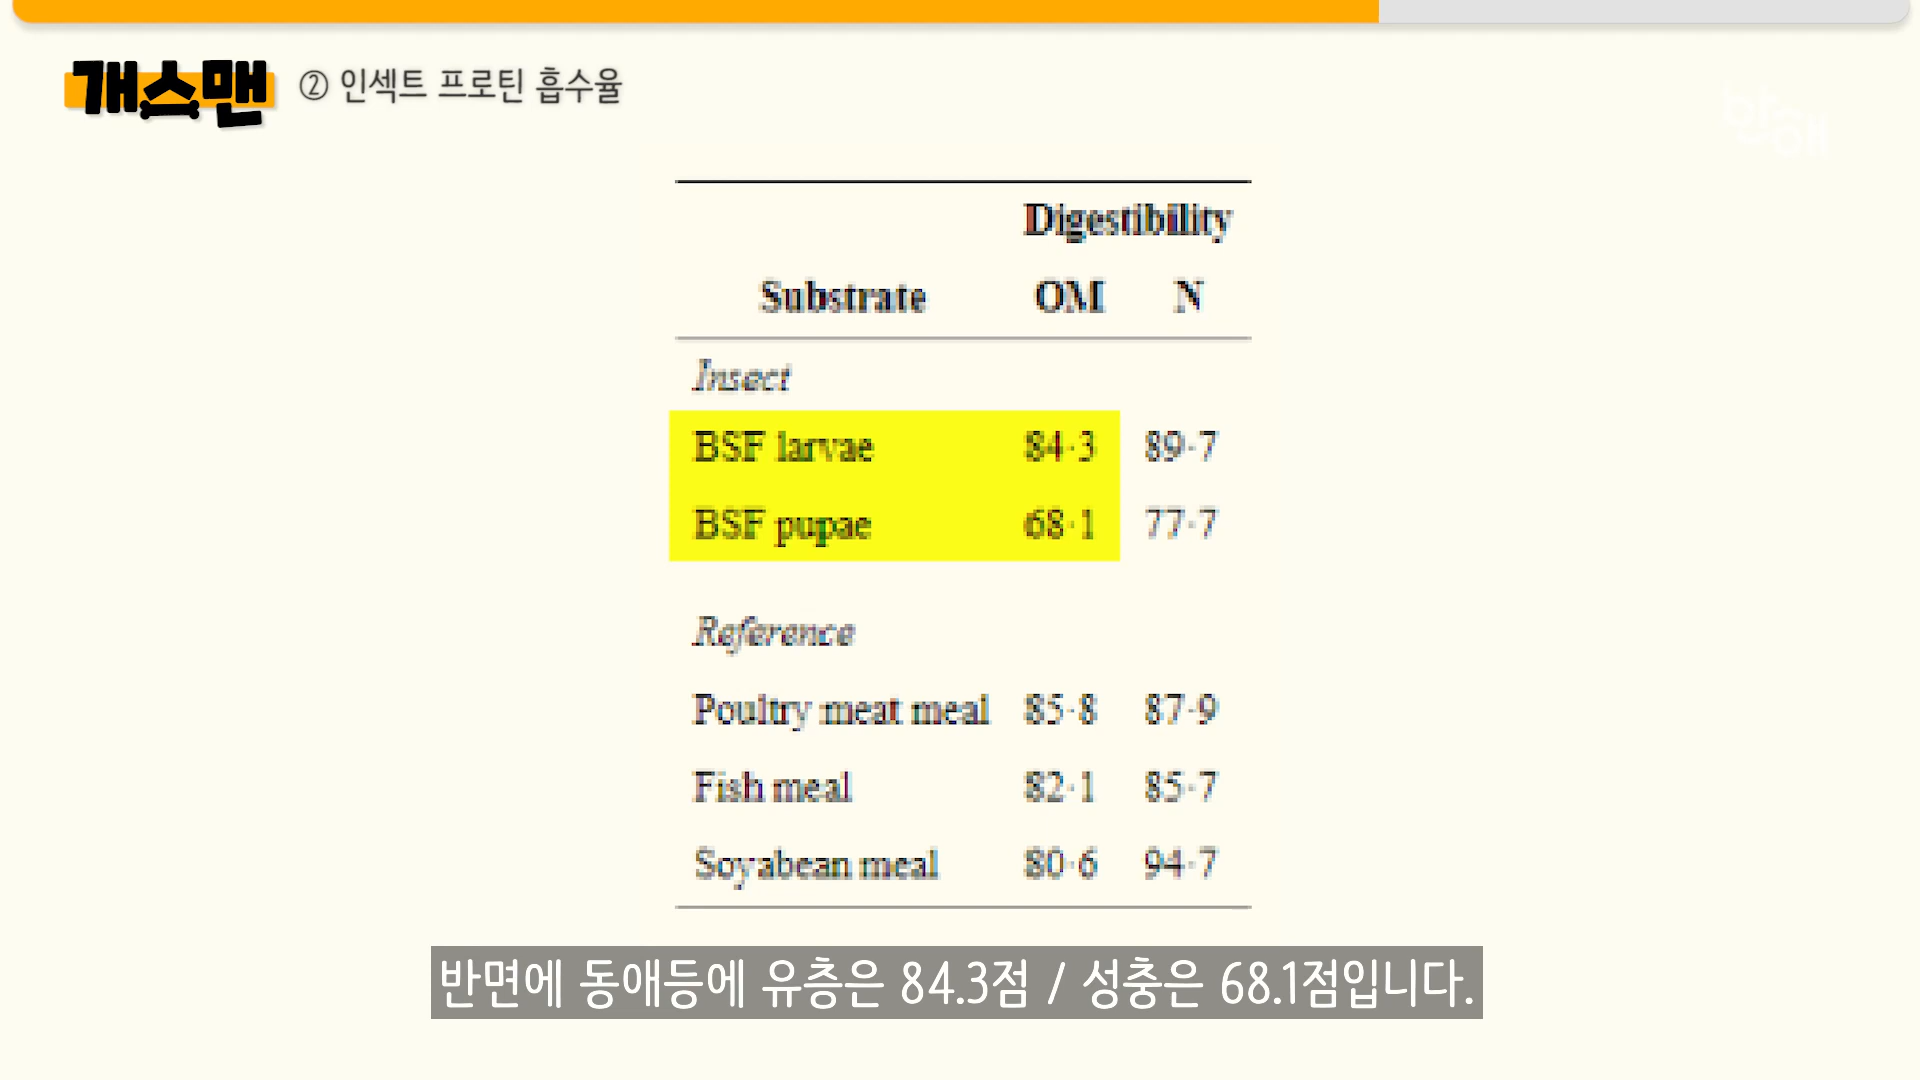 개스맨 ② 인섹트 프로틴 흡수율
반해
Digestibility
Substrate OM N
Insect
BSF larvae 84·3 89·7
BSF pupae 68·1 77·7
Reference
Poultry meat meal 85·8 87·9
Fish meal 82·1 85·7
Soyabean meal 80·6 94·7
반면에 동애등에 유층은 84.3점 / 성충은 68.1점입니다.